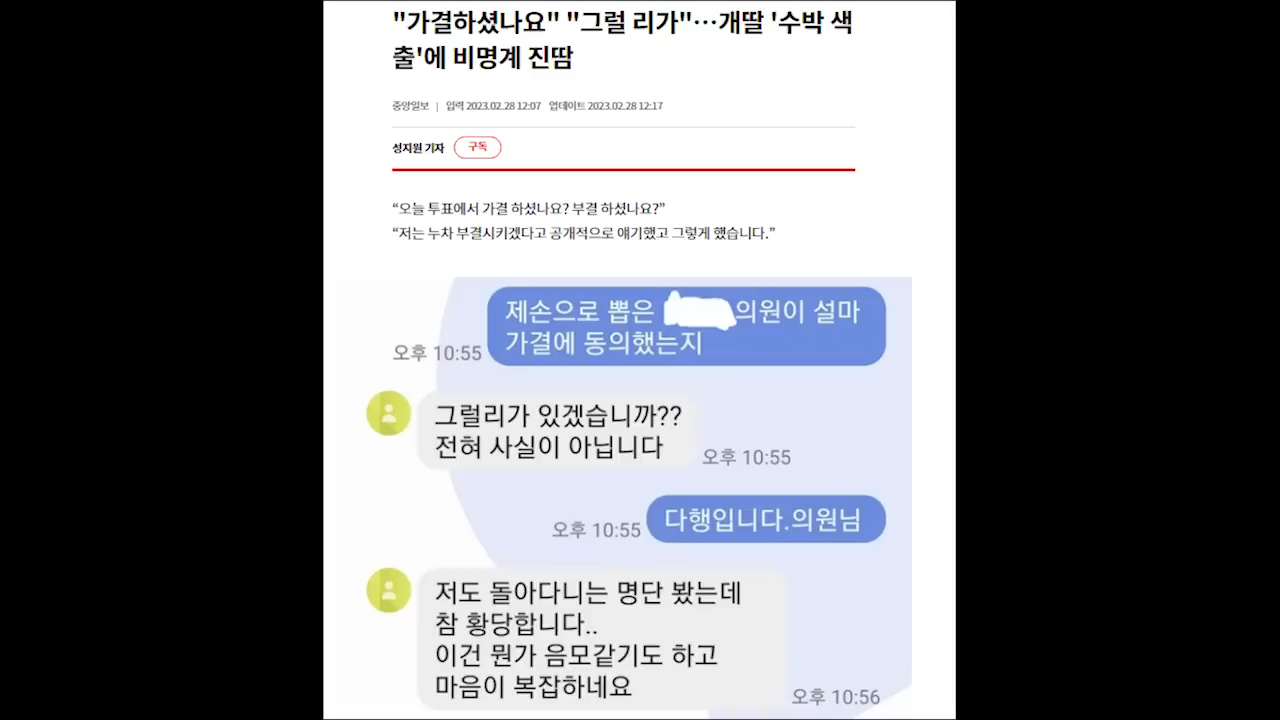 "가결하셨나요" "그럴 리가"…개딸 '수박 색
출'에 비명계 진땀
중앙일보 | 입력 2023.02.28 12:07 업데이트 2023.02.28 12:17
성지원 기자 구독
“오늘 투표에서 가결 하셨나요? 부결 하셨나요?”
“저는 누차 부결시키겠다고 공개적으로 얘기했고 그렇게 했습니다.”
제손으로 뽑은 의원이 설마
가결에 동의했는지
오후 10:55
그럴리가 있겠습니까??
전혀 사실이 아닙니다
오후 10:55
다행입니다.의원님
오후 10:55
저도 돌아다니는 명단 봤는데
참 황당합니다..
이건 뭔가 음모같기도 하고
마음이 복잡하네요
오후 10:56